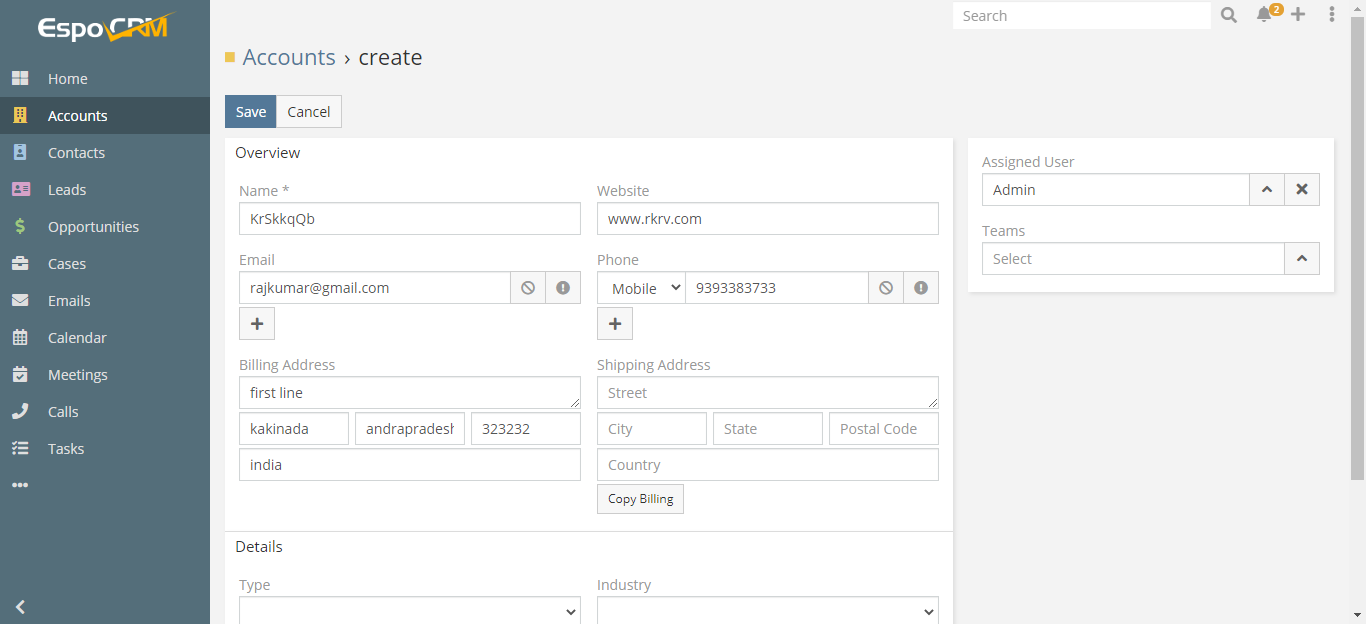 EspoCRM
Search
2
Home
Accounts
Contacts
Leads
Opportunities
Cases
Emails
Calendar
Meetings
Calls
Tasks
Accounts › create
Save Cancel
Overview
Name * Website
KrSkkqQb www.rkrv.com
Email Phone
rajkumar@gmail.com Mobile 9393383733
Billing Address Shipping Address
first line Street
kakinada andrapradesh 323232 City State Postal Code
india Country
Copy Billing
Details
Type Industry
Assigned User
Admin
Teams
Select